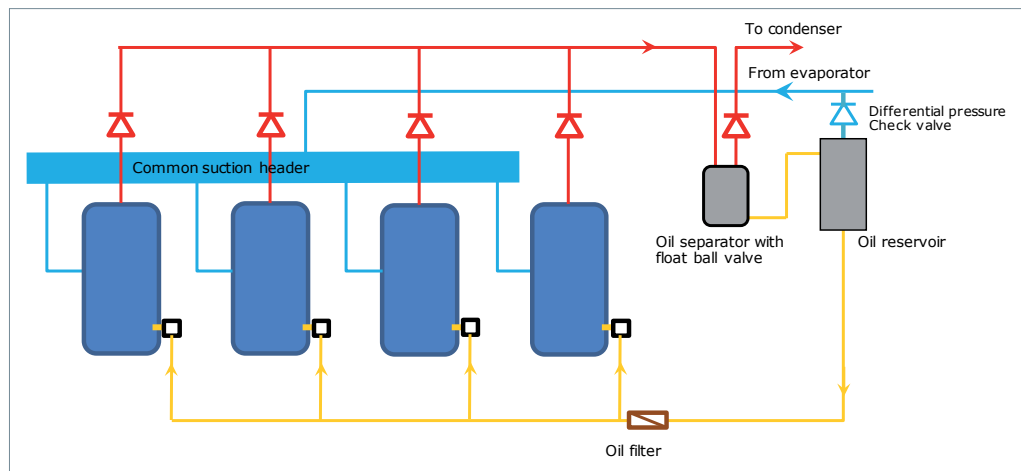 To condenser
From evaporator
Differential pressure
Check valve
Common suction header
Oil separator with
float ball valve
Oil reservoir
Oil filter